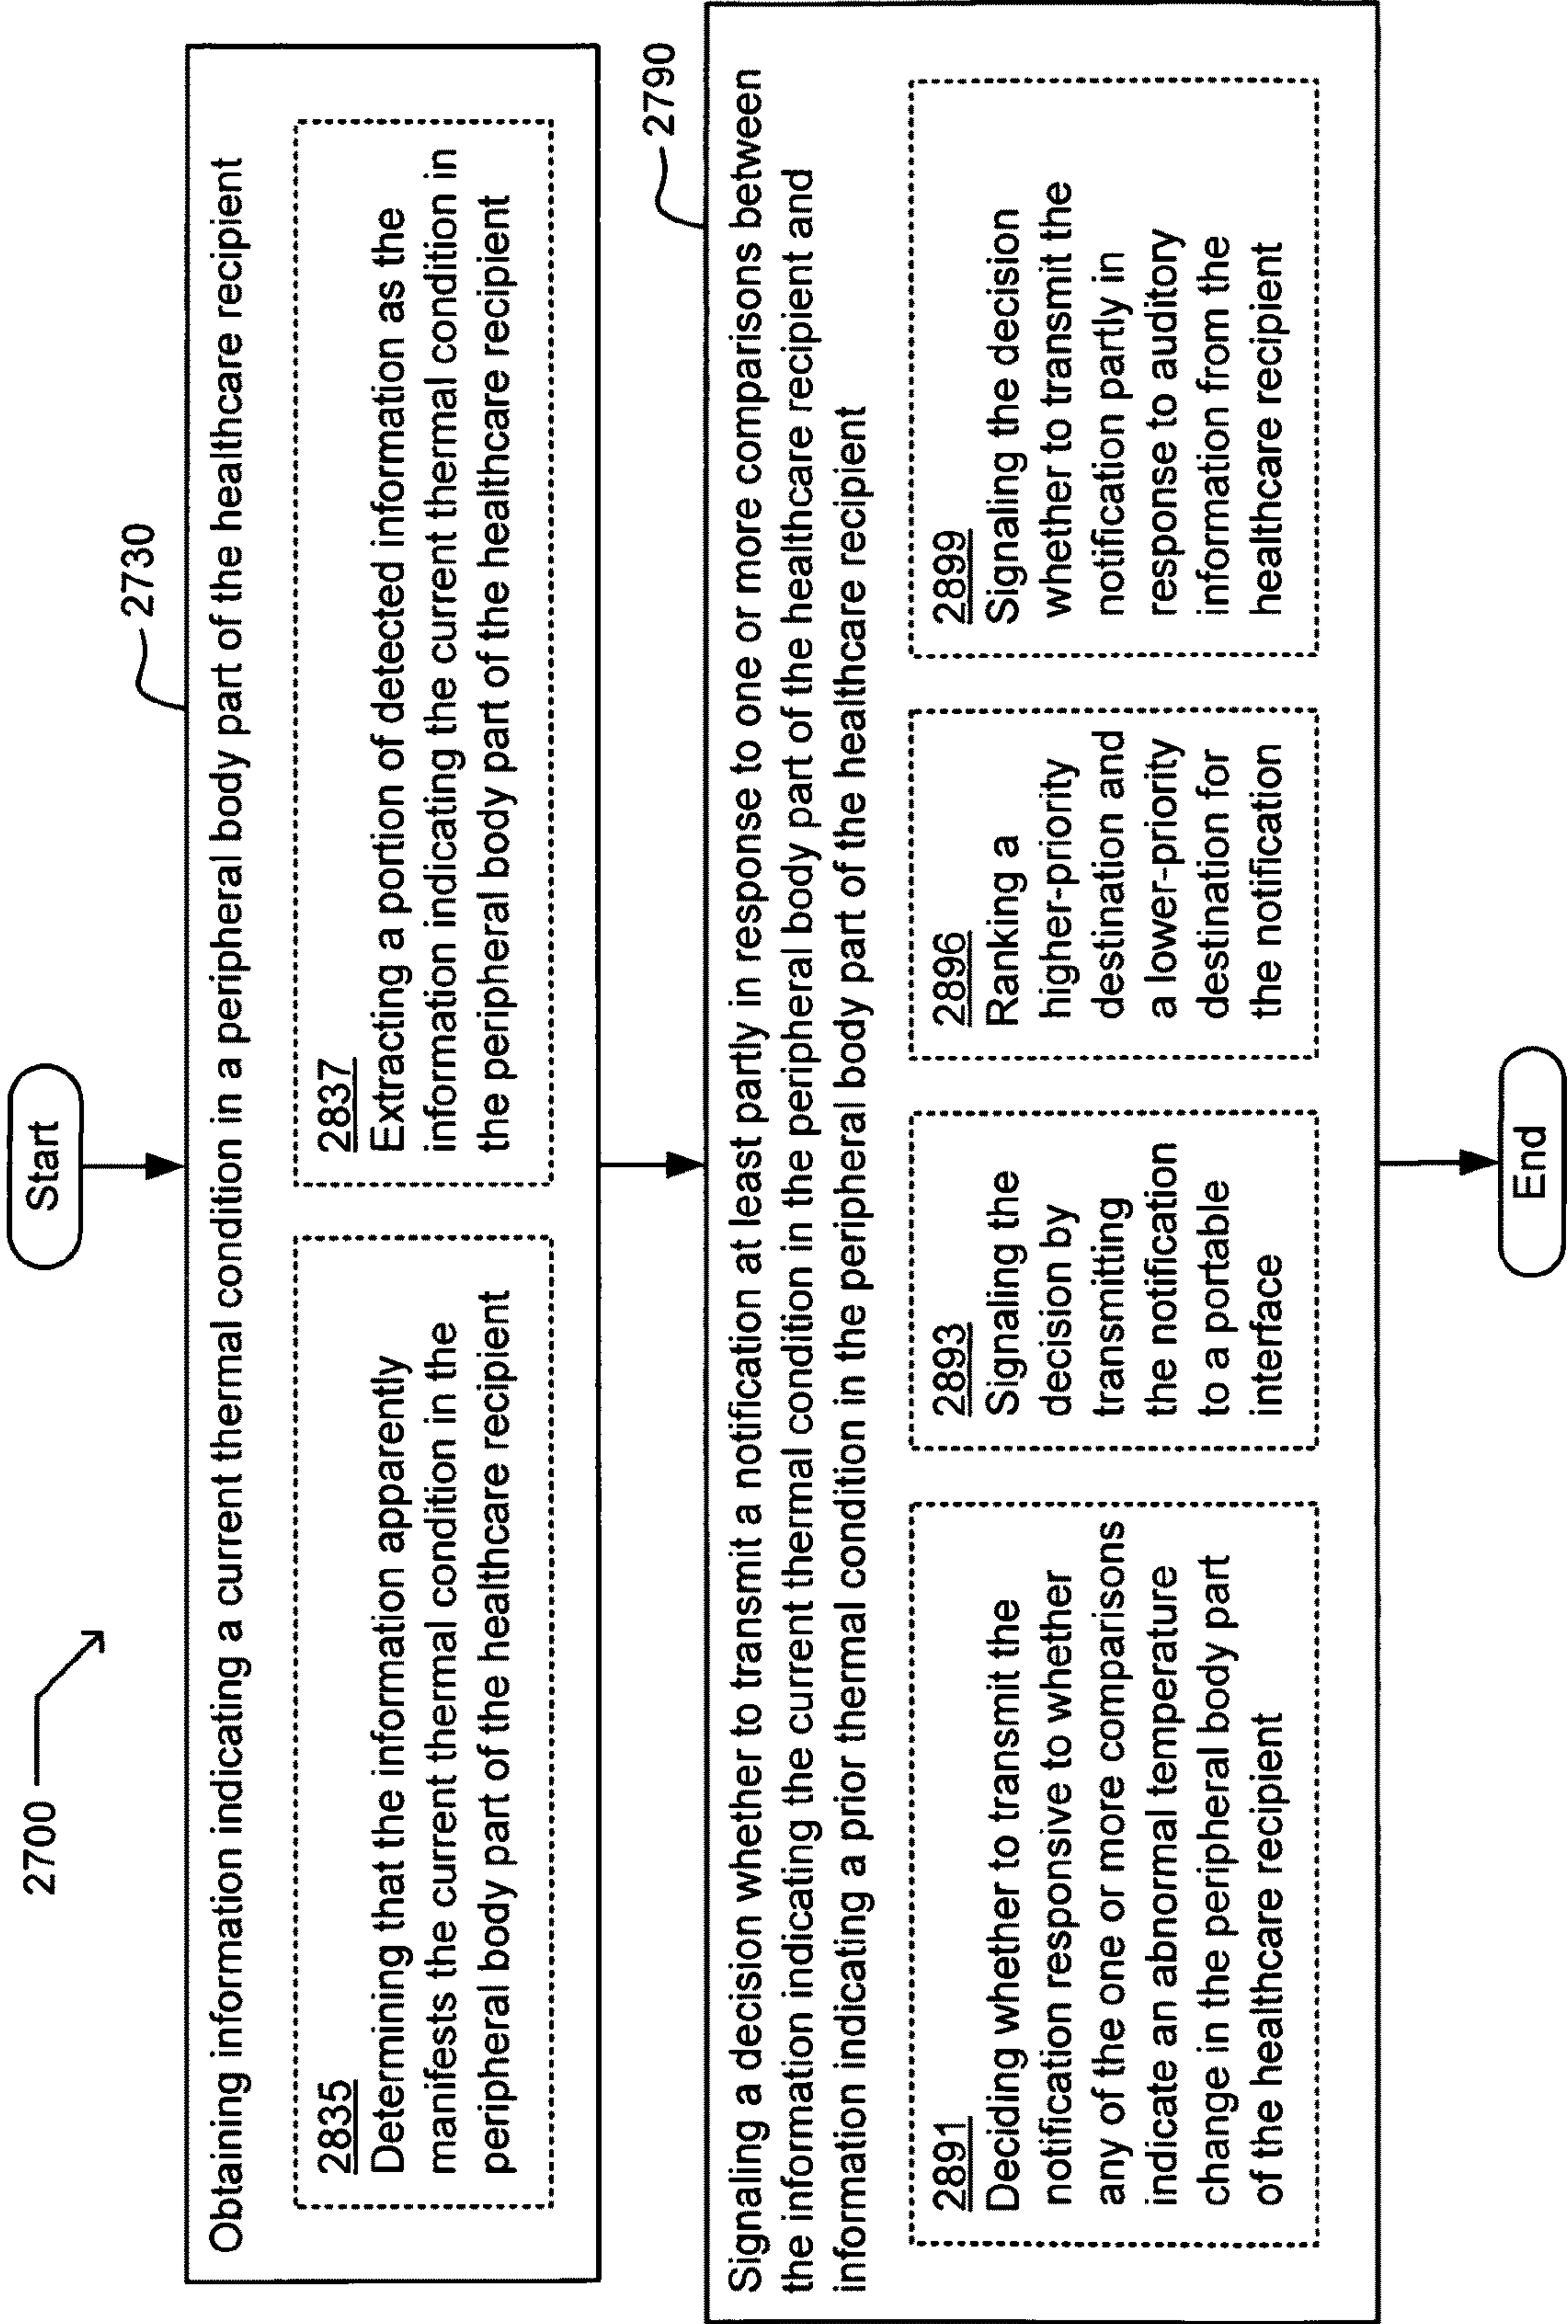 2700
Start
2730
Obtaining information indicating a current thermal condition in a peripheral body part of the healthcare recipient
2835
Determining that the information apparently
manifests the current thermal condition in the
peripheral body part of the healthcare recipient
2837
Extracting a portion of detected information as the
information indicating the current thermal condition in
the peripheral body part of the healthcare recipient
2790
Signaling a decision whether to transmit a notification at least partly in response to one or more comparisons between
the information indicating the current thermal condition in the peripheral body part of the healthcare recipient and
information indicating a prior thermal condition in the peripheral body part of the healthcare recipient
2891
Deciding whether to transmit the
notification responsive to whether
any of the one or more comparisons
indicate an abnormal temperature
change in the peripheral body part
of the healthcare recipient
2893
Signaling the
decision by
transmitting
the notification
to a portable
interface
2896
Ranking a
higher-priority
destination and
a lower-priority
destination for
the notification
2899
Signaling the decision
whether to transmit the
notification partly in
response to auditory
information from the
healthcare recipient
End